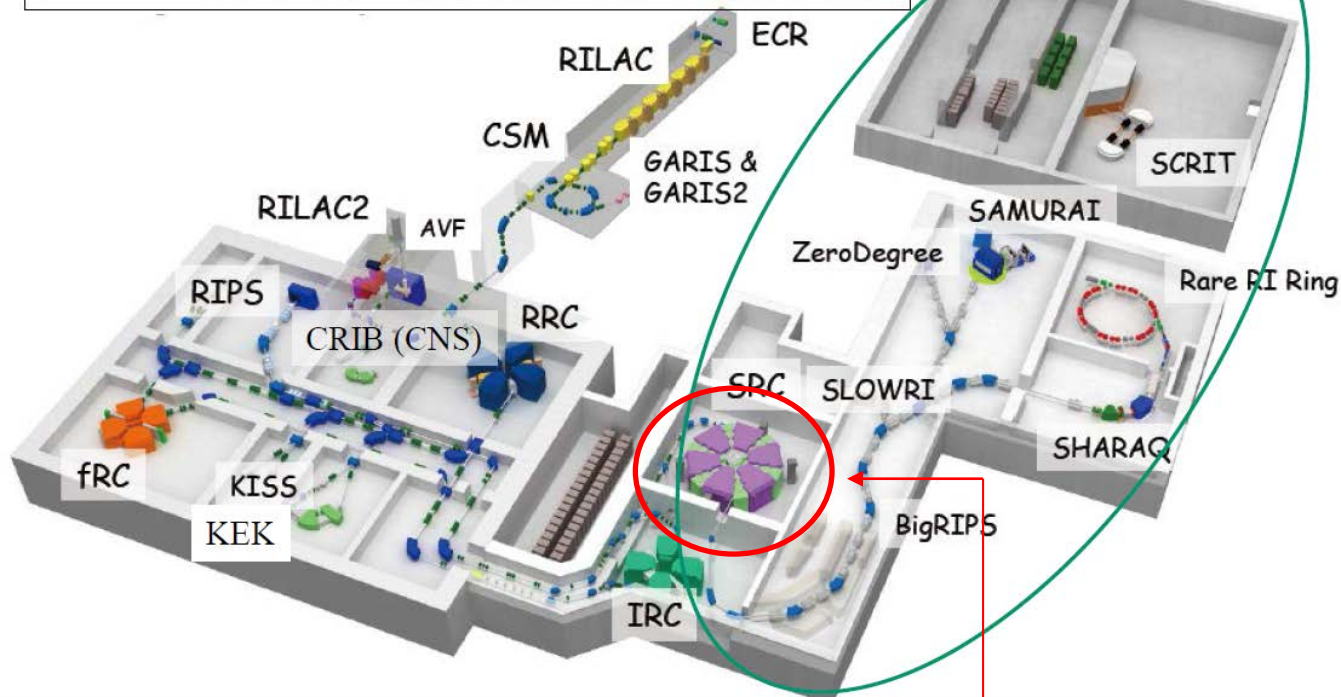 ECR
RILAC
CSM
GARIS &
GARIS2
SCRIT
RILAC2
AVF
SAMURAI
ZeroDegree
Rare RI Ring
RIPS
CRIB (CNS)
RRC
SRC
SLOWRI
SHARAQ
fRC
KISS
KEK
BigRIPS
IRC